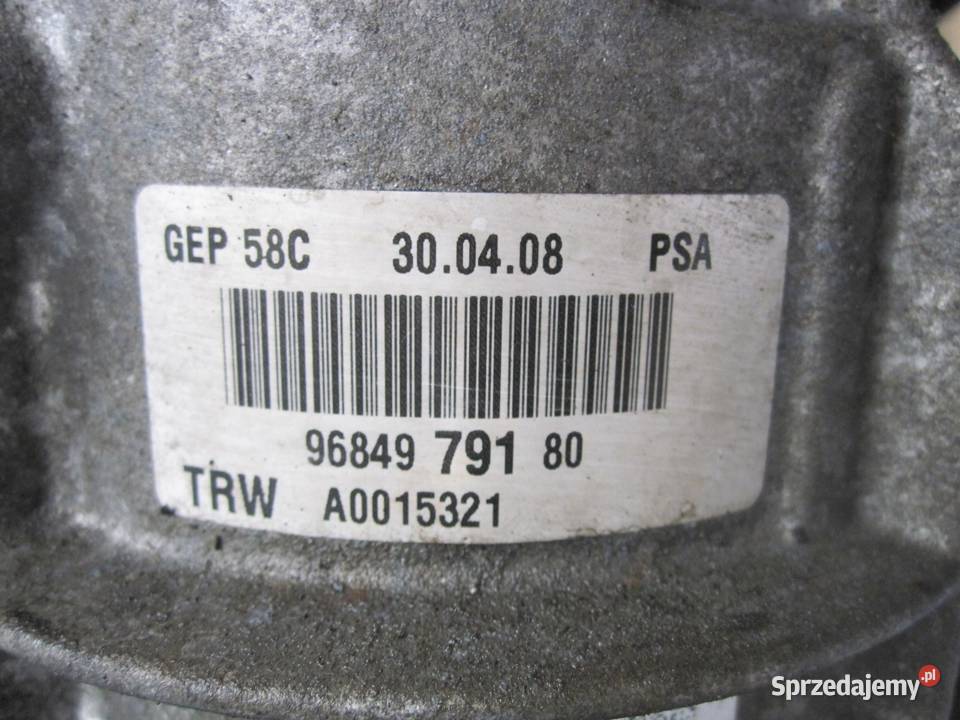 GEP 58C 30.04.08 PSA
96849 791 80
TRW A0015321
Sprzedajemy.pl